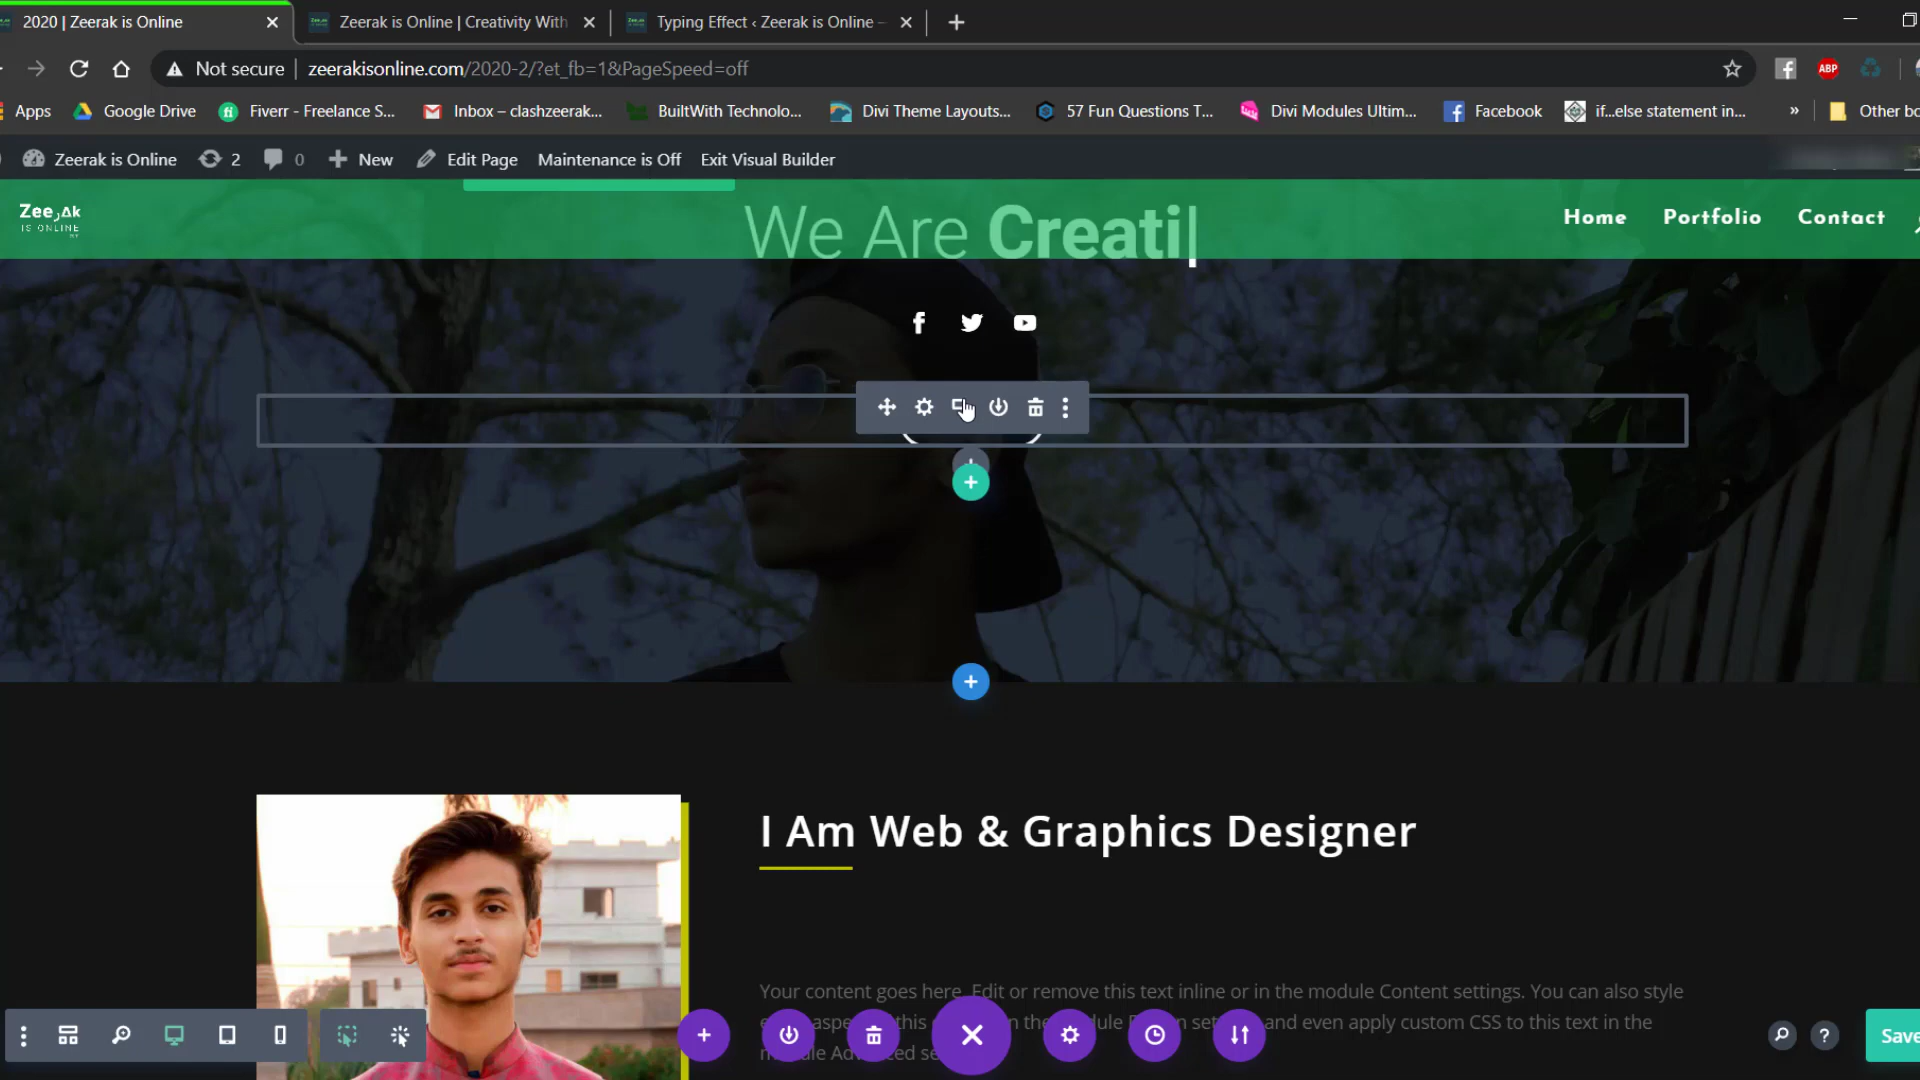 2020 | Zeerak is Online
Zeerak is Online | Creativity With
Typing Effect ‹ Zeerak is Online –
Not secure
zeerakisonline.com/2020-2/?et_fb=1&PageSpeed=off
ABP
Apps
Google Drive
Fiverr - Freelance S...
Inbox – clashzeerak...
BuiltWith Technolo...
Divi Theme Layouts...
57 Fun Questions T...
Divi Modules Ultim...
Facebook
if...else statement in...
»
Other bo
Zeerak is Online
2
0
New
Edit Page
Maintenance is Off
Exit Visual Builder
IS ONLINE
We Are Creati|
Home
Portfolio
Contact
I Am Web & Graphics Designer
Your content goes here. Edit or remove this text inline or in the module Content settings. You can also style
this and even apply custom CSS to this text in the
Save